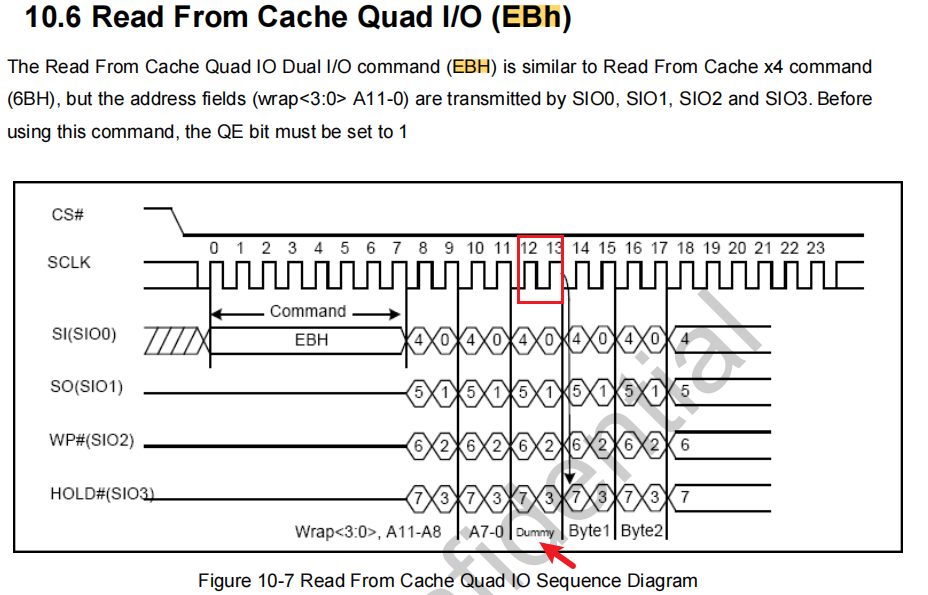 10.6 Read From Cache Quad I/O (EBh)
The Read From Cache Quad IO Dual I/O command (EBH) is similar to Read From Cache x4 command
(6BH), but the address fields (wrap<3:0> A11-0) are transmitted by SIO0, SIO1, SIO2 and SIO3. Before
using this command, the QE bit must be set to 1
CS#
0 1 2 3 4 5 6 7 8 9 10 11 12 13 14 15 16 17 18 19 20 21 22 23
SCLK
Command
SI(SIO0) EBH 4 0 4 0 4 0 4 0 4 0 4
SO(SIO1) 5 1 5 1 5 1 5 1 5 1 5
WP#(SIO2) 6 2 6 2 6 2 6 2 6 2 6
HOLD#(SIO3) 7 3 7 3 7 3 7 3 7 3 7
Wrap<3:0>, A11-A8 A7-0 Dummy Byte1 Byte2
Figure 10-7 Read From Cache Quad IO Sequence Diagram